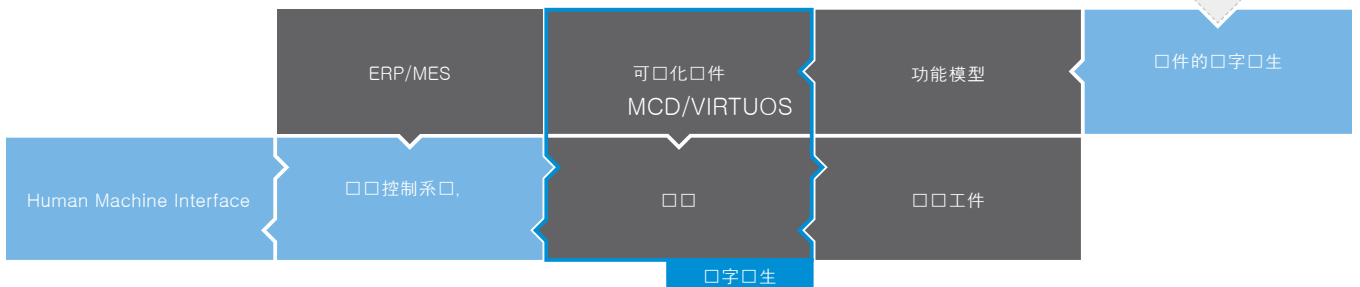 ERP/MES
可□化□件
MCD/VIRTUOS
功能模型
□件的□字□生
Human Machine Interface
□□控制系□,
□□
□□工件
□字□生